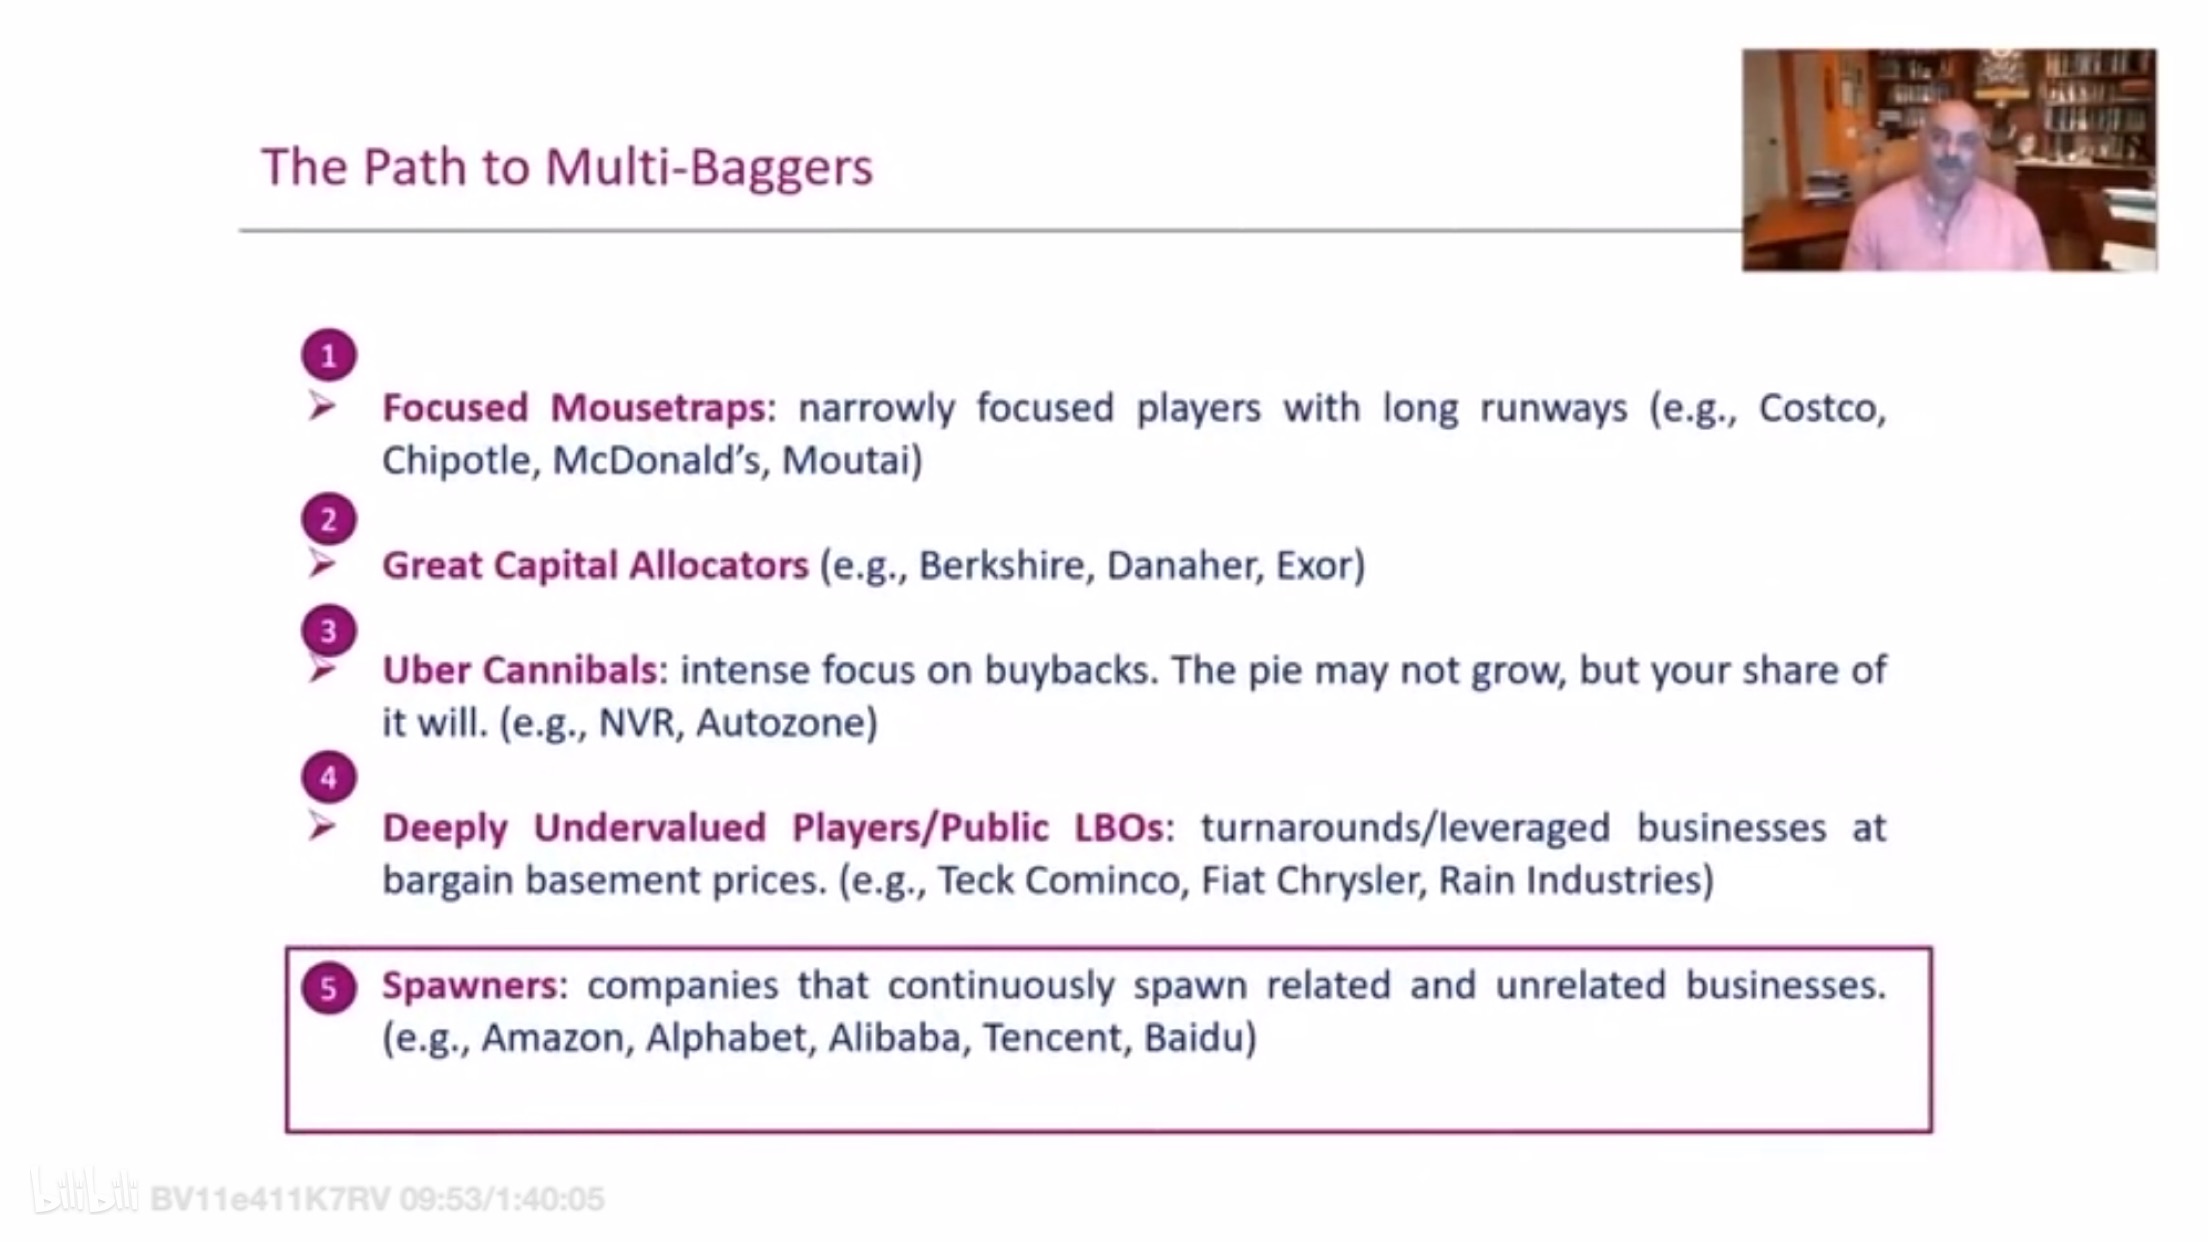 The Path to Multi-Baggers
1
➤ Focused Mousetraps: narrowly focused players with long runways (e.g., Costco,
Chipotle, McDonald’s, Moutai)
2
➤ Great Capital Allocators (e.g., Berkshire, Danaher, Exor)
3
➤ Uber Cannibals: intense focus on buybacks. The pie may not grow, but your share of
it will. (e.g., NVR, Autozone)
4
➤ Deeply Undervalued Players/Public LBOs: turnarounds/leveraged businesses at
bargain basement prices. (e.g., Teck Cominco, Fiat Chrysler, Rain Industries)
5 Spawners: companies that continuously spawn related and unrelated businesses.
(e.g., Amazon, Alphabet, Alibaba, Tencent, Baidu)
bilibili BV11e411K7RV 09:53/1:40:05